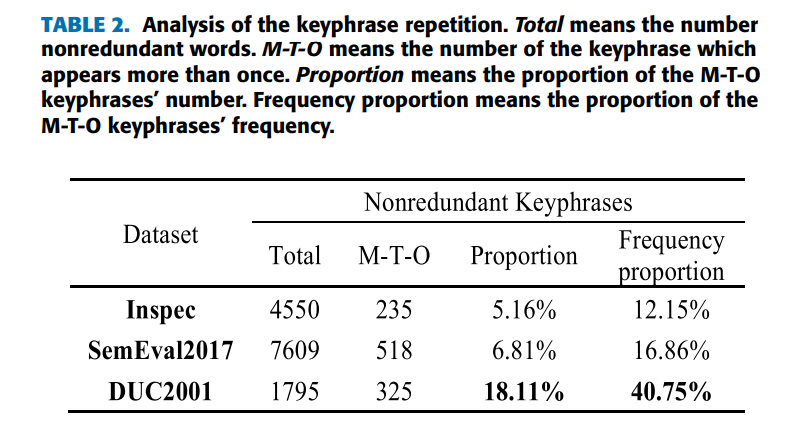 TABLE 2. Analysis of the keyphrase repetition. Total means the number
nonredundant words. M-T-O means the number of the keyphrase which
appears more than once. Proportion means the proportion of the M-T-O
keyphrases' number. Frequency proportion means the proportion of the
M-T-O keyphrases' frequency.
Dataset
Nonredundant Keyphrases
Total M-T-O Proportion Frequency proportion
Inspec 4550 235 5.16% 12.15%
SemEval2017 7609 518 6.81% 16.86%
DUC2001 1795 325 18.11% 40.75%